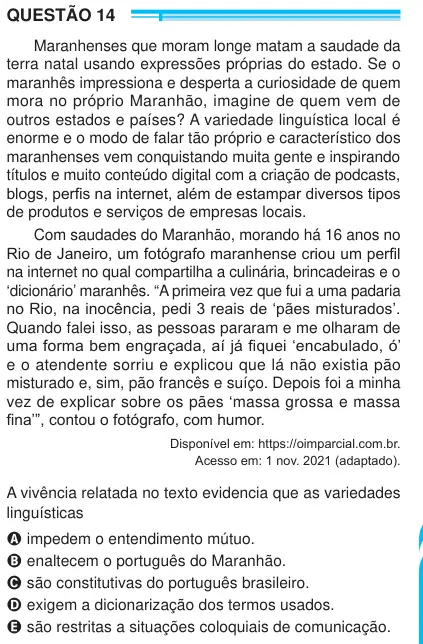 QUESTÃO 14
Maranhenses que moram longe matam a saudade da
terra natal usando expressões próprias do estado. Se o
maranhês impressiona e desperta a curiosidade de quem
mora no próprio Maranhão, imagine de quem vem de
outros estados e países? A variedade linguística local é
enorme e o modo de falar tão próprio e característico dos
maranhenses vem conquistando muita gente e inspirando
títulos e muito conteúdo digital com a criação de podcasts,
blogs, perfis na internet, além de estampar diversos tipos
de produtos e serviços de empresas locais.
Com saudades do Maranhão, morando há 16 anos no
Rio de Janeiro, um fotógrafo maranhense criou um perfil
na internet no qual compartilha a culinária, brincadeiras e o
‘dicionário’ maranhês. “A primeira vez que fui a uma padaria
no Rio, na inocência, pedi 3 reais de ‘pães misturados’.
Quando falei isso, as pessoas pararam e me olharam de
uma forma bem engraçada, aí já fiquei ‘encabulado, ó’
e o atendente sorriu e explicou que lá não existia pão
misturado e, sim, pão francês e suíço. Depois foi a minha
vez de explicar sobre os pães ‘massa grossa e massa
fina’”, contou o fotógrafo, com humor.
Disponível em: https://oimparcial.com.br.
Acesso em: 1 nov. 2021 (adaptado).
A vivência relatada no texto evidencia que as variedades
linguísticas
A impedem o entendimento mútuo.
B enaltecem o português do Maranhão.
C são constitutivas do português brasileiro.
D exigem a dicionarização dos termos usados.
E são restritas a situações coloquiais de comunicação.